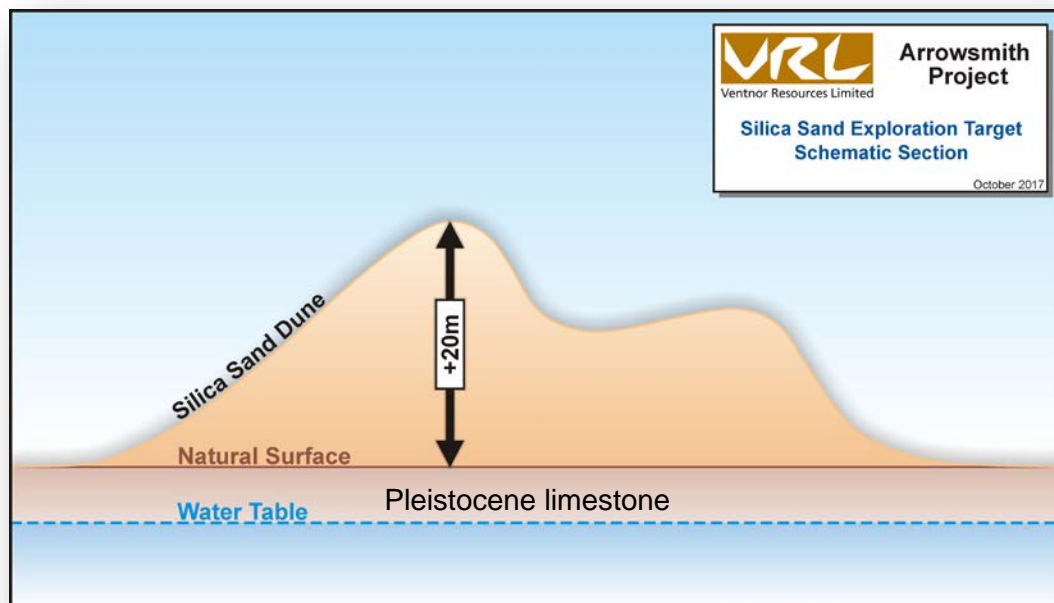 VRL
Ventnor Resources Limited
Arrowsmith
Project
Silica Sand Exploration Target
Schematic Section
October 2017
Silica Sand Dune
+20m
Natural Surface
Pleistocene limestone
Water Table